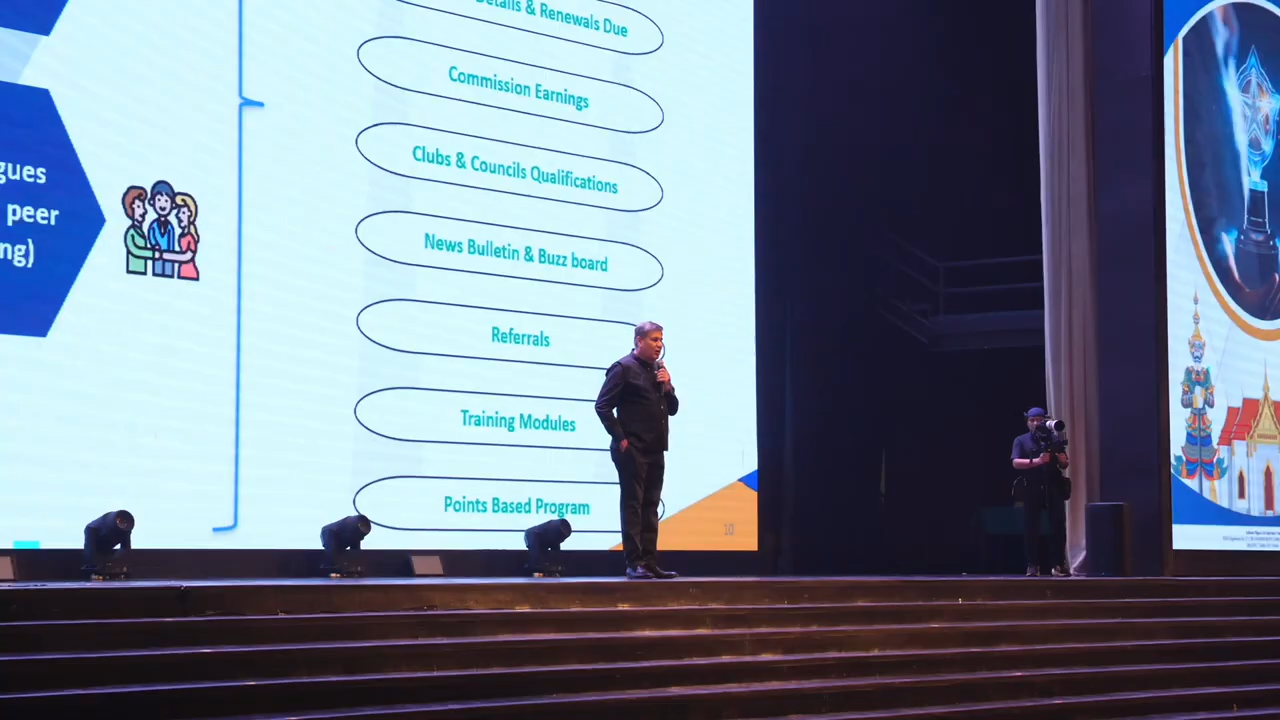 Details & Renewals Due
Commission Earnings
Clubs & Councils Qualifications
gues
peer
ng)
News Bulletin & Buzz board
Referrals
Training Modules
Points Based Program
10